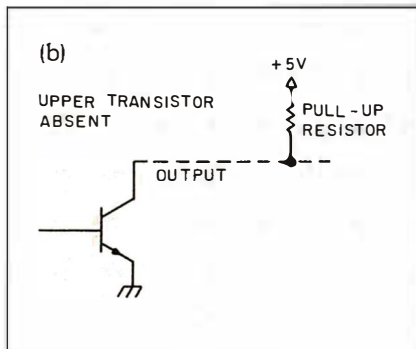 (b)
UPPER TRANSISTOR
ABSENT
+5V
PULL-UP
RESISTOR
OUTPUT